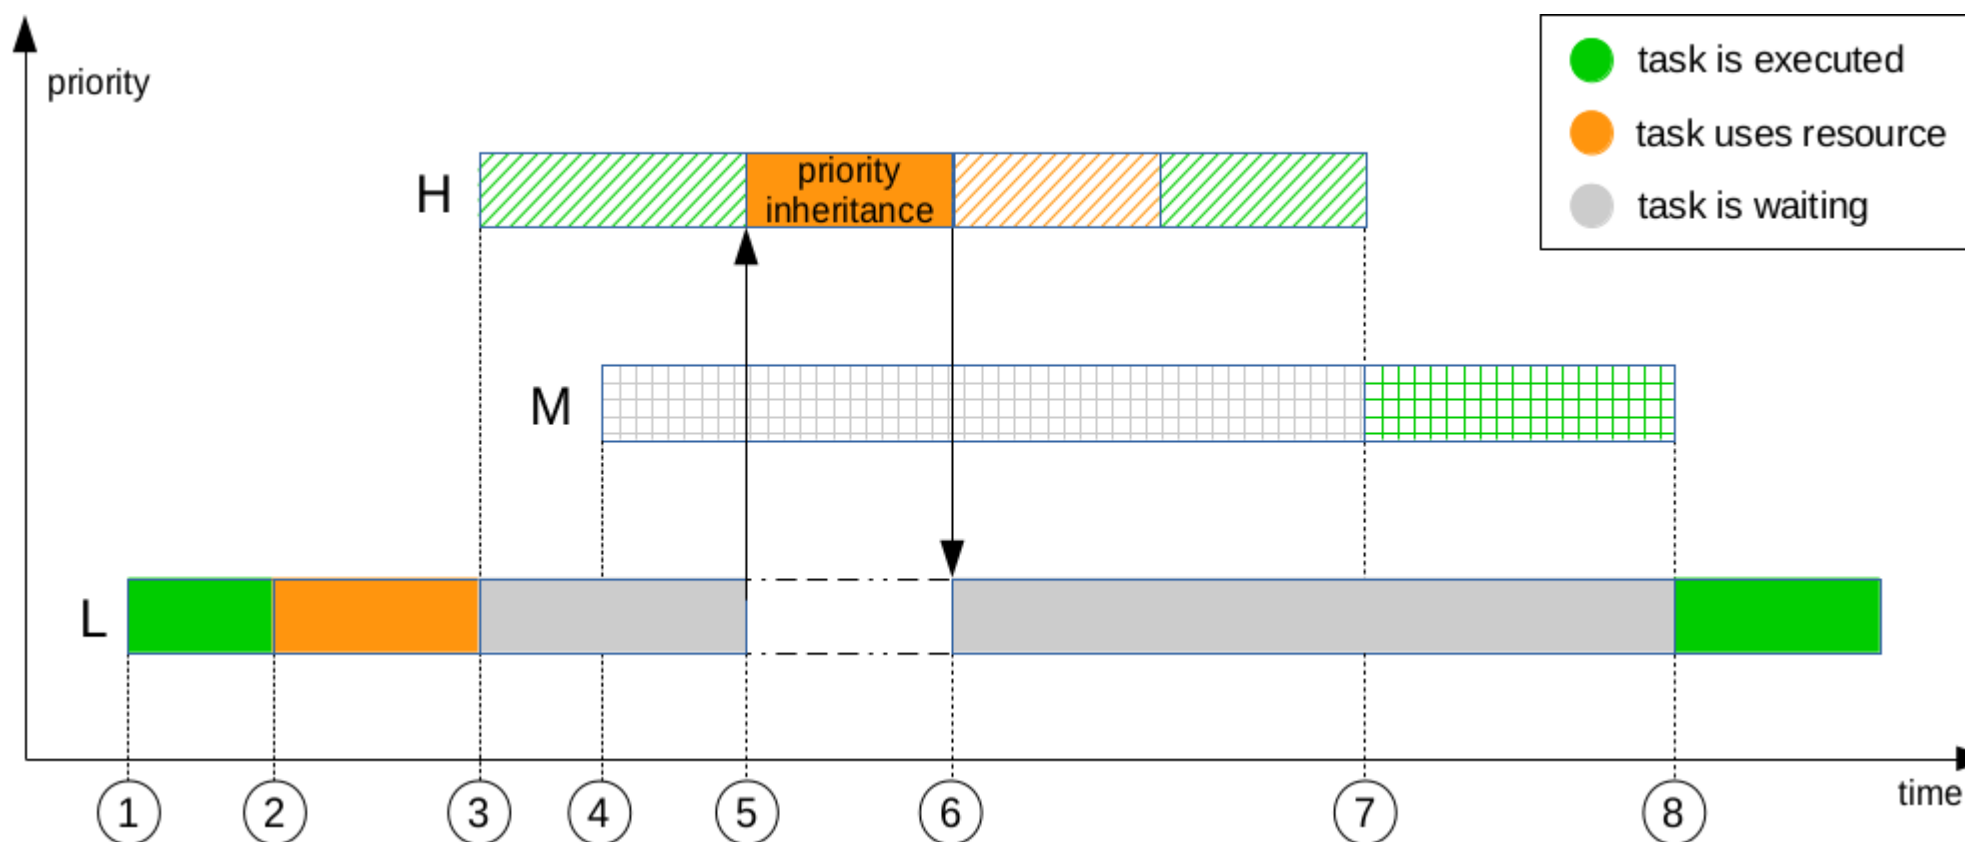 priority
task is executed
task uses resource
task is waiting
H
priority
inheritance
M
L
time
1 2 3 4 5 6 7 8